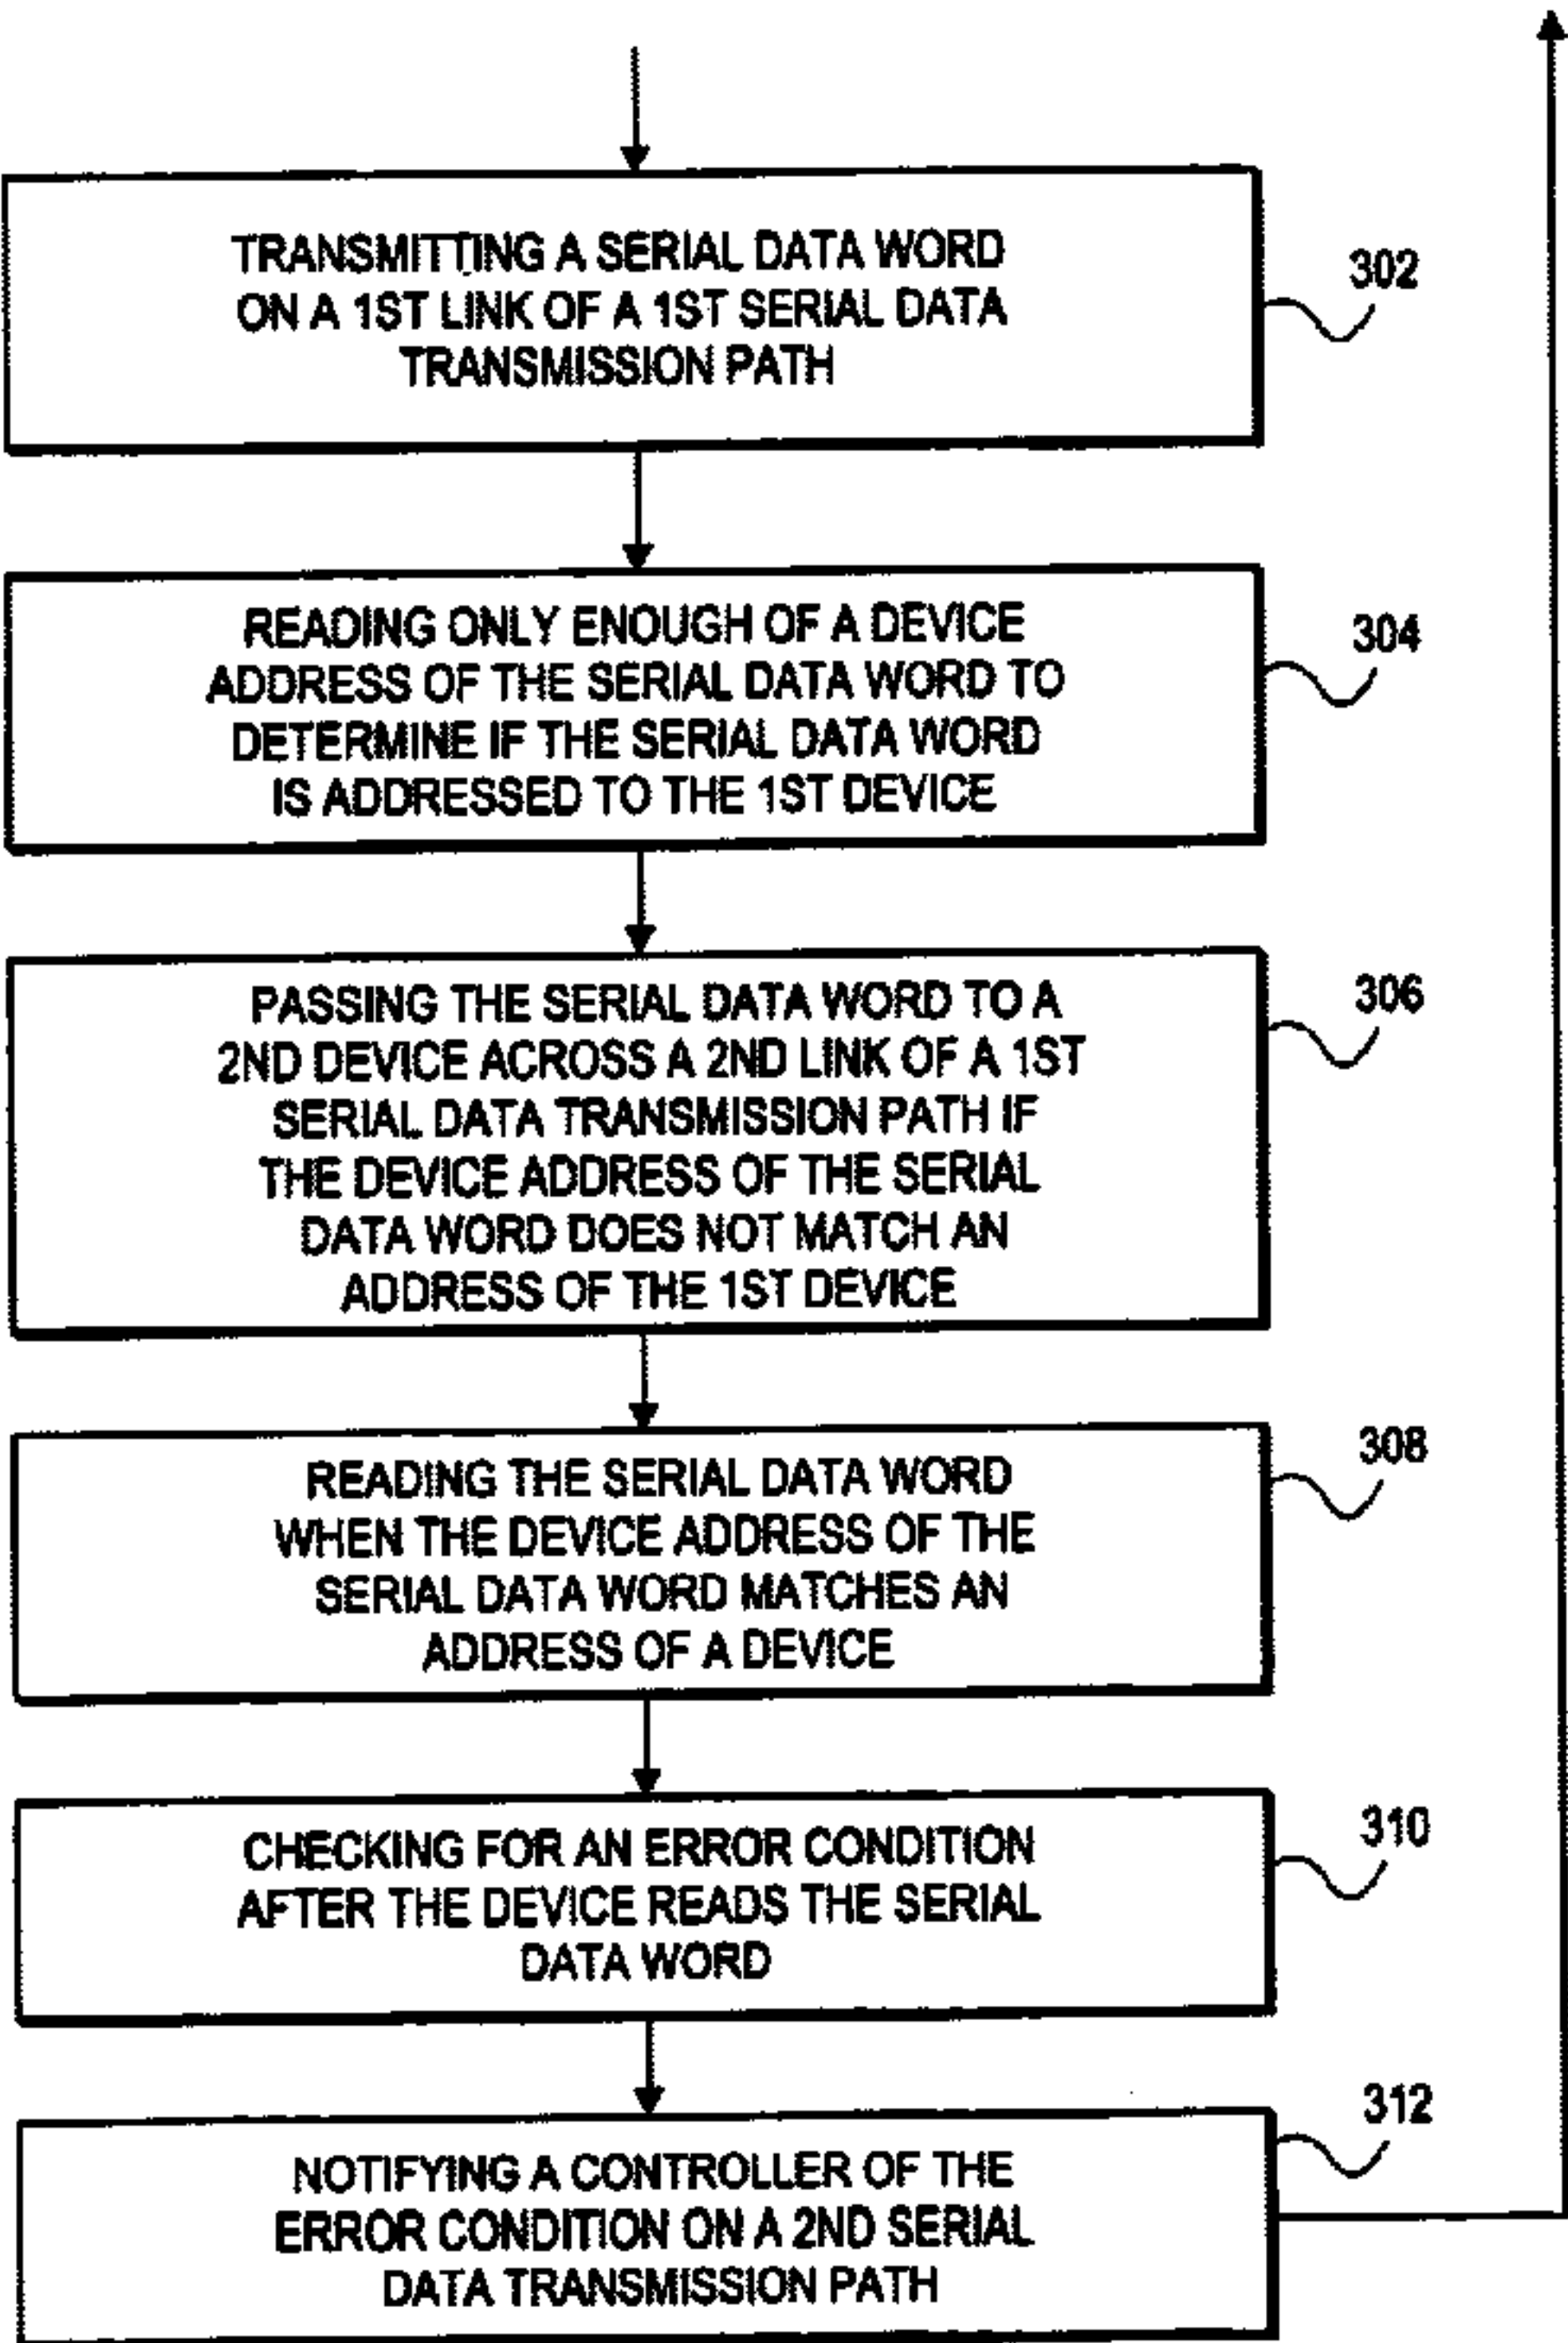 TRANSMITTING A SERIAL DATA WORD
ON A 1ST LINK OF A 1ST SERIAL DATA
TRANSMISSION PATH
302
READING ONLY ENOUGH OF A DEVICE
ADDRESS OF THE SERIAL DATA WORD TO
DETERMINE IF THE SERIAL DATA WORD
IS ADDRESSED TO THE 1ST DEVICE
304
PASSING THE SERIAL DATA WORD TO A
2ND DEVICE ACROSS A 2ND LINK OF A 1ST
SERIAL DATA TRANSMISSION PATH IF
THE DEVICE ADDRESS OF THE SERIAL
DATA WORD DOES NOT MATCH AN
ADDRESS OF THE 1ST DEVICE
306
READING THE SERIAL DATA WORD
WHEN THE DEVICE ADDRESS OF THE
SERIAL DATA WORD MATCHES AN
ADDRESS OF A DEVICE
308
CHECKING FOR AN ERROR CONDITION
AFTER THE DEVICE READS THE SERIAL
DATA WORD
310
NOTIFYING A CONTROLLER OF THE
ERROR CONDITION ON A 2ND SERIAL
DATA TRANSMISSION PATH
312